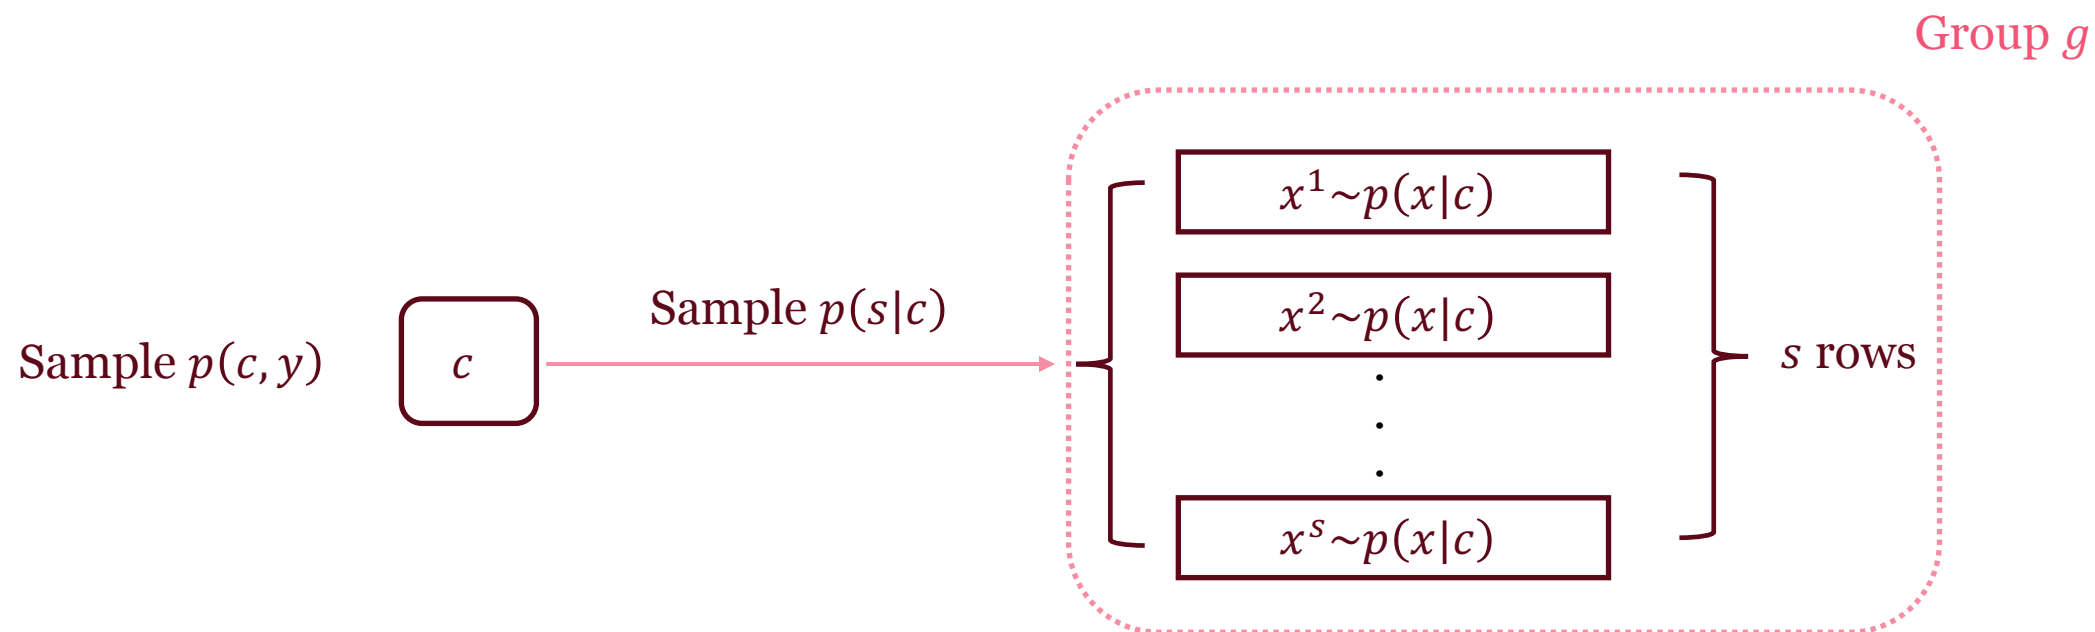 Group g
x¹~p(x|c)
Sample p(s|c)
x²~p(x|c)
Sample p(c, y)
c
s rows
xˢ~p(x|c)